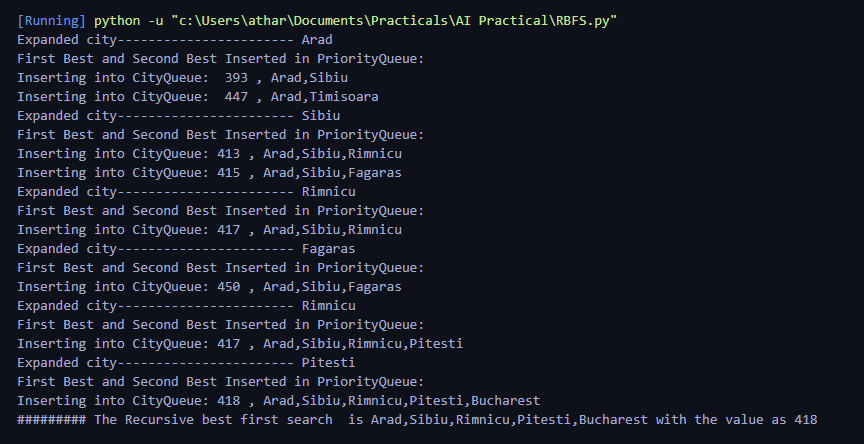 [Running] python -u "c:\Users\athar\Documents\Practicals\AI Practical\RBFS.py"
Expanded city----------------------- Arad
First Best and Second Best Inserted in PriorityQueue:
Inserting into CityQueue:  393 , Arad,Sibiu
Inserting into CityQueue:  447 , Arad,Timisoara
Expanded city----------------------- Sibiu
First Best and Second Best Inserted in PriorityQueue:
Inserting into CityQueue: 413 , Arad,Sibiu,Rimnicu
Inserting into CityQueue: 415 , Arad,Sibiu,Fagaras
Expanded city----------------------- Rimnicu
First Best and Second Best Inserted in PriorityQueue:
Inserting into CityQueue: 417 , Arad,Sibiu,Rimnicu
Expanded city----------------------- Fagaras
First Best and Second Best Inserted in PriorityQueue:
Inserting into CityQueue: 450 , Arad,Sibiu,Fagaras
Expanded city----------------------- Rimnicu
First Best and Second Best Inserted in PriorityQueue:
Inserting into CityQueue: 417 , Arad,Sibiu,Rimnicu,Pitesti
Expanded city----------------------- Pitesti
First Best and Second Best Inserted in PriorityQueue:
Inserting into CityQueue: 418 , Arad,Sibiu,Rimnicu,Pitesti,Bucharest
######### The Recursive best first search  is Arad,Sibiu,Rimnicu,Pitesti,Bucharest with the value as 418